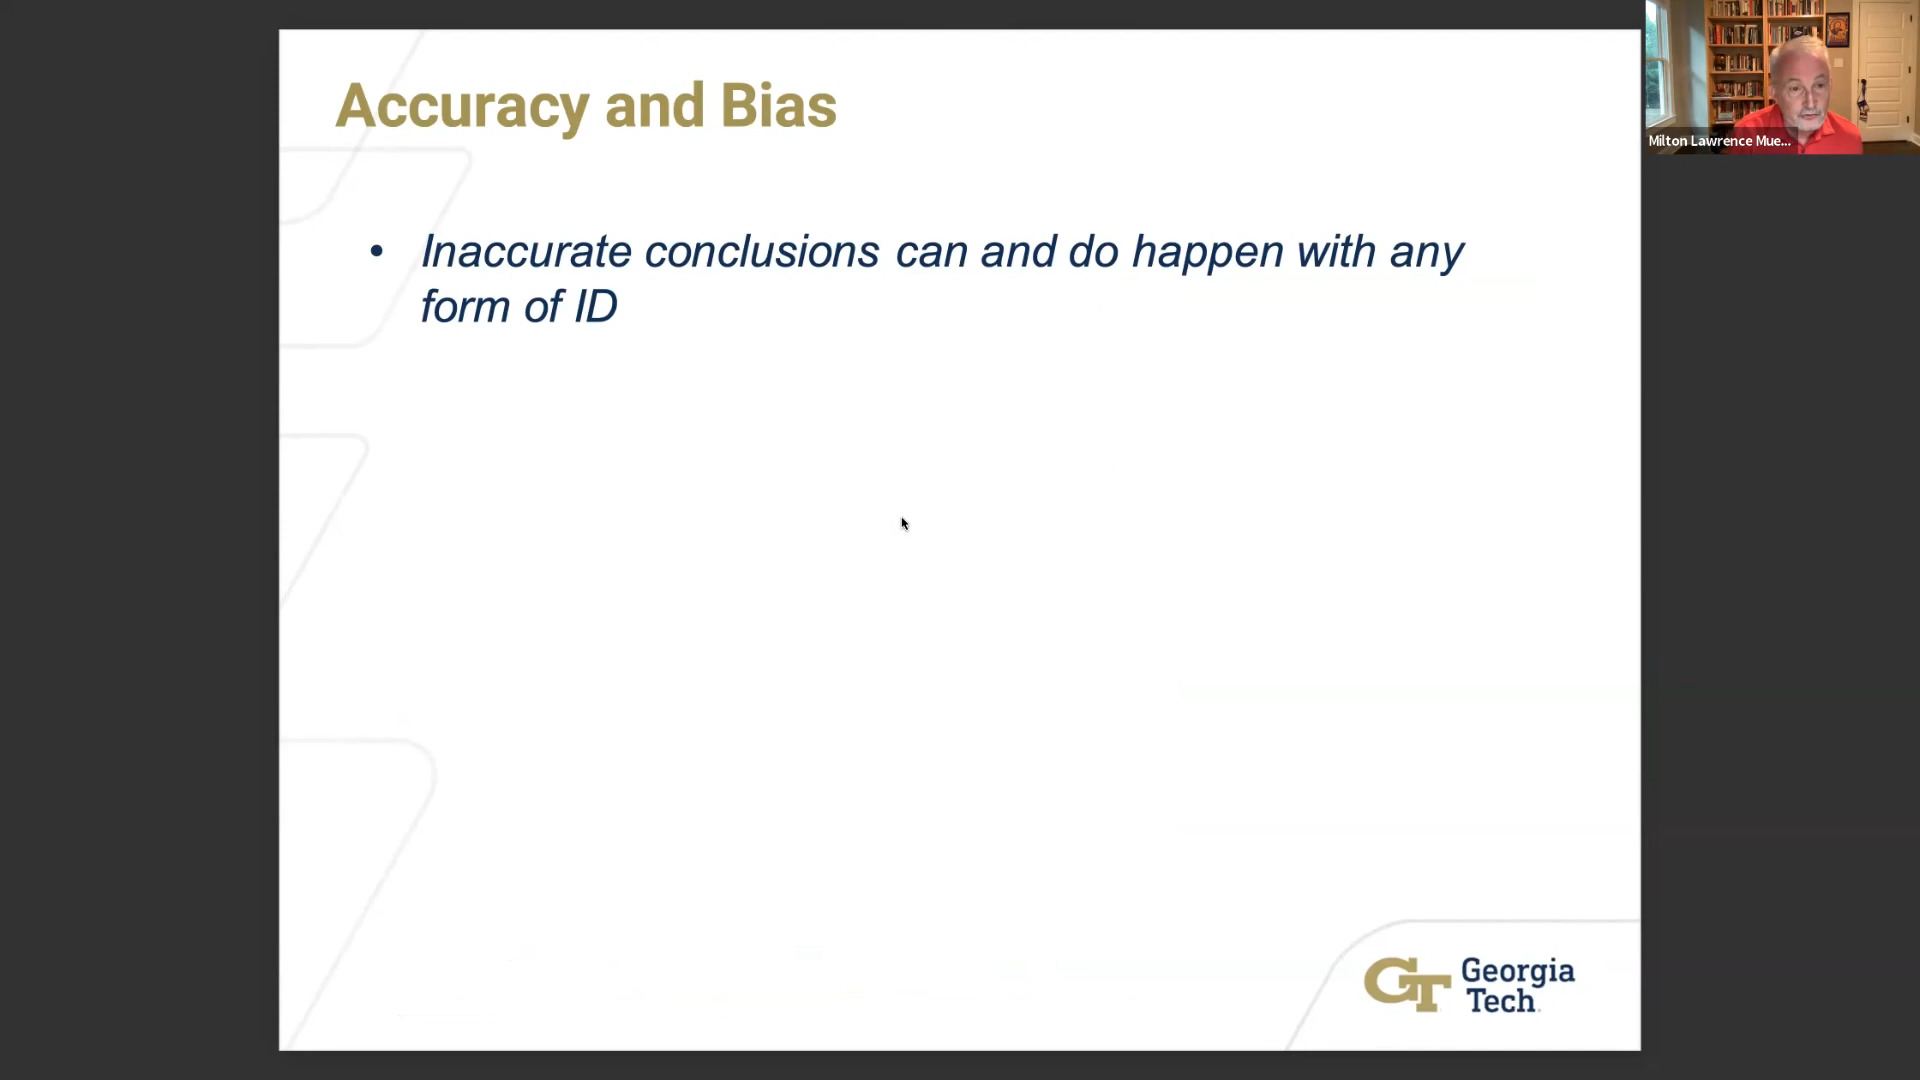 Accuracy and Bias
Milton Lawrence Mue...
• Inaccurate conclusions can and do happen with any
form of ID
GT Georgia
Tech